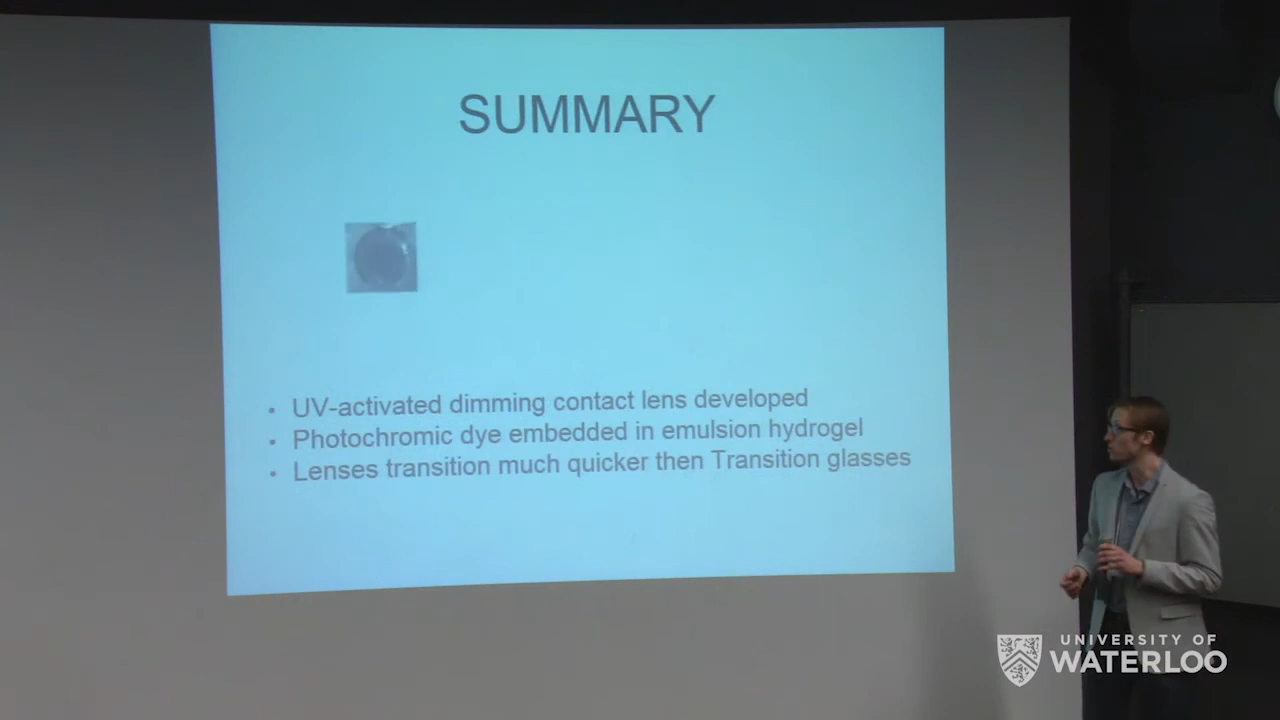 SUMMARY
• UV-activated dimming contact lens developed
• Photochromic dye embedded in emulsion hydrogel
• Lenses transition much quicker then Transition glasses
UNIVERSITY OF
WATERLOO